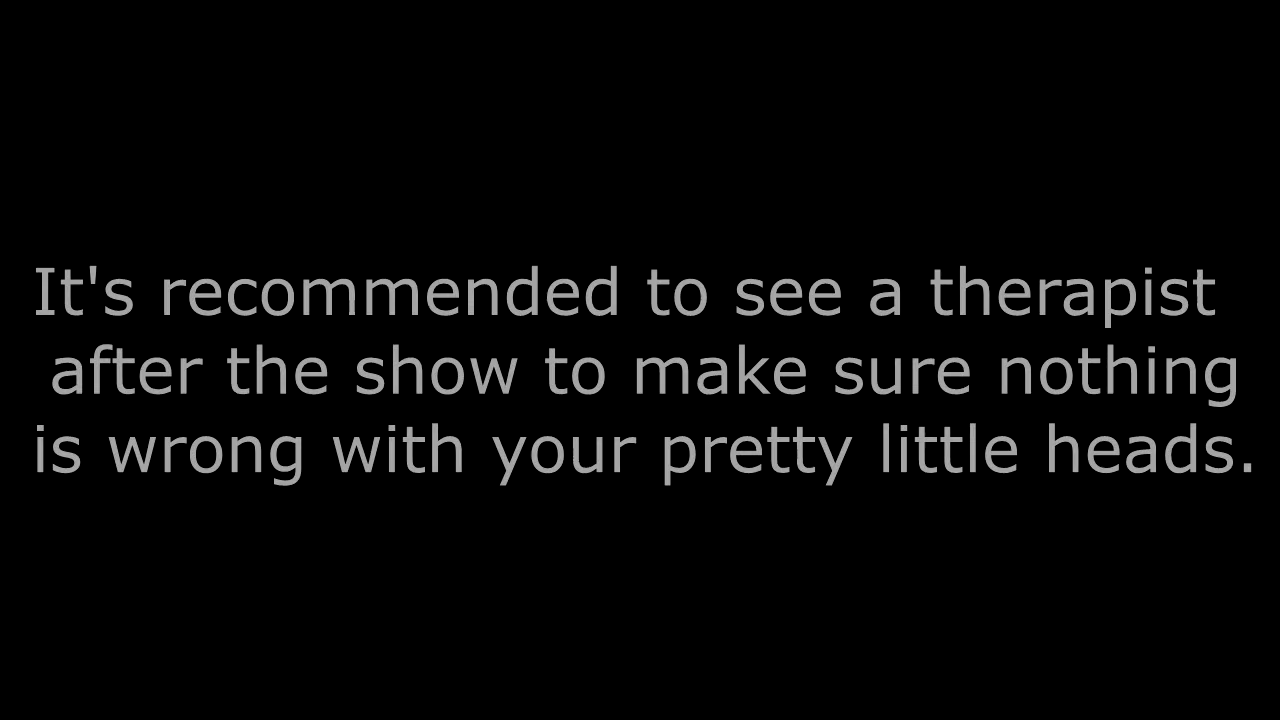 It's recommended to see a therapist
after the show to make sure nothing
is wrong with your pretty little heads.